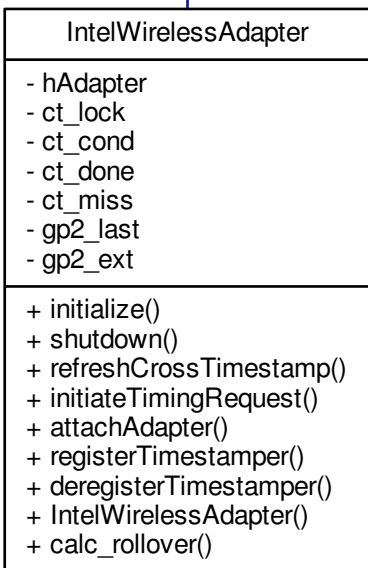 IntelWirelessAdapter
- hAdapter
- ct_lock
- ct_cond
- ct_done
- ct_miss
- gp2_last
- gp2_ext
+ initialize()
+ shutdown()
+ refreshCrossTimestamp()
+ initiateTimingRequest()
+ attachAdapter()
+ registerTimestamper()
+ deregisterTimestamper()
+ IntelWirelessAdapter()
+ calc_rollover()